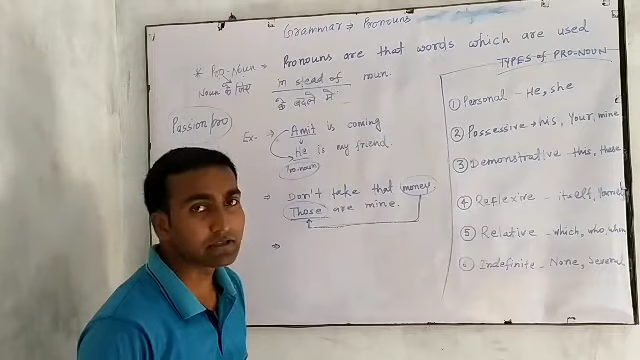 Grammar ⇒ Pronouns
* Pro-Noun ⇒ Pronouns are that words which are used
Noun के लिए in stead of noun.
के बदले में
Passion pro
Ex:- Amit is coming
He is my friend.
Pronoun
⇒ Don't take that money
Those are mine.
⇒
TYPES of PRO-NOUN
① Personal - He, she
② Possessive → his, Your, mine
③ Demonstrative this, these
④ Reflexive - itself,
⑤ Relative - which, who, whom
⑥ Indefinite - None, several